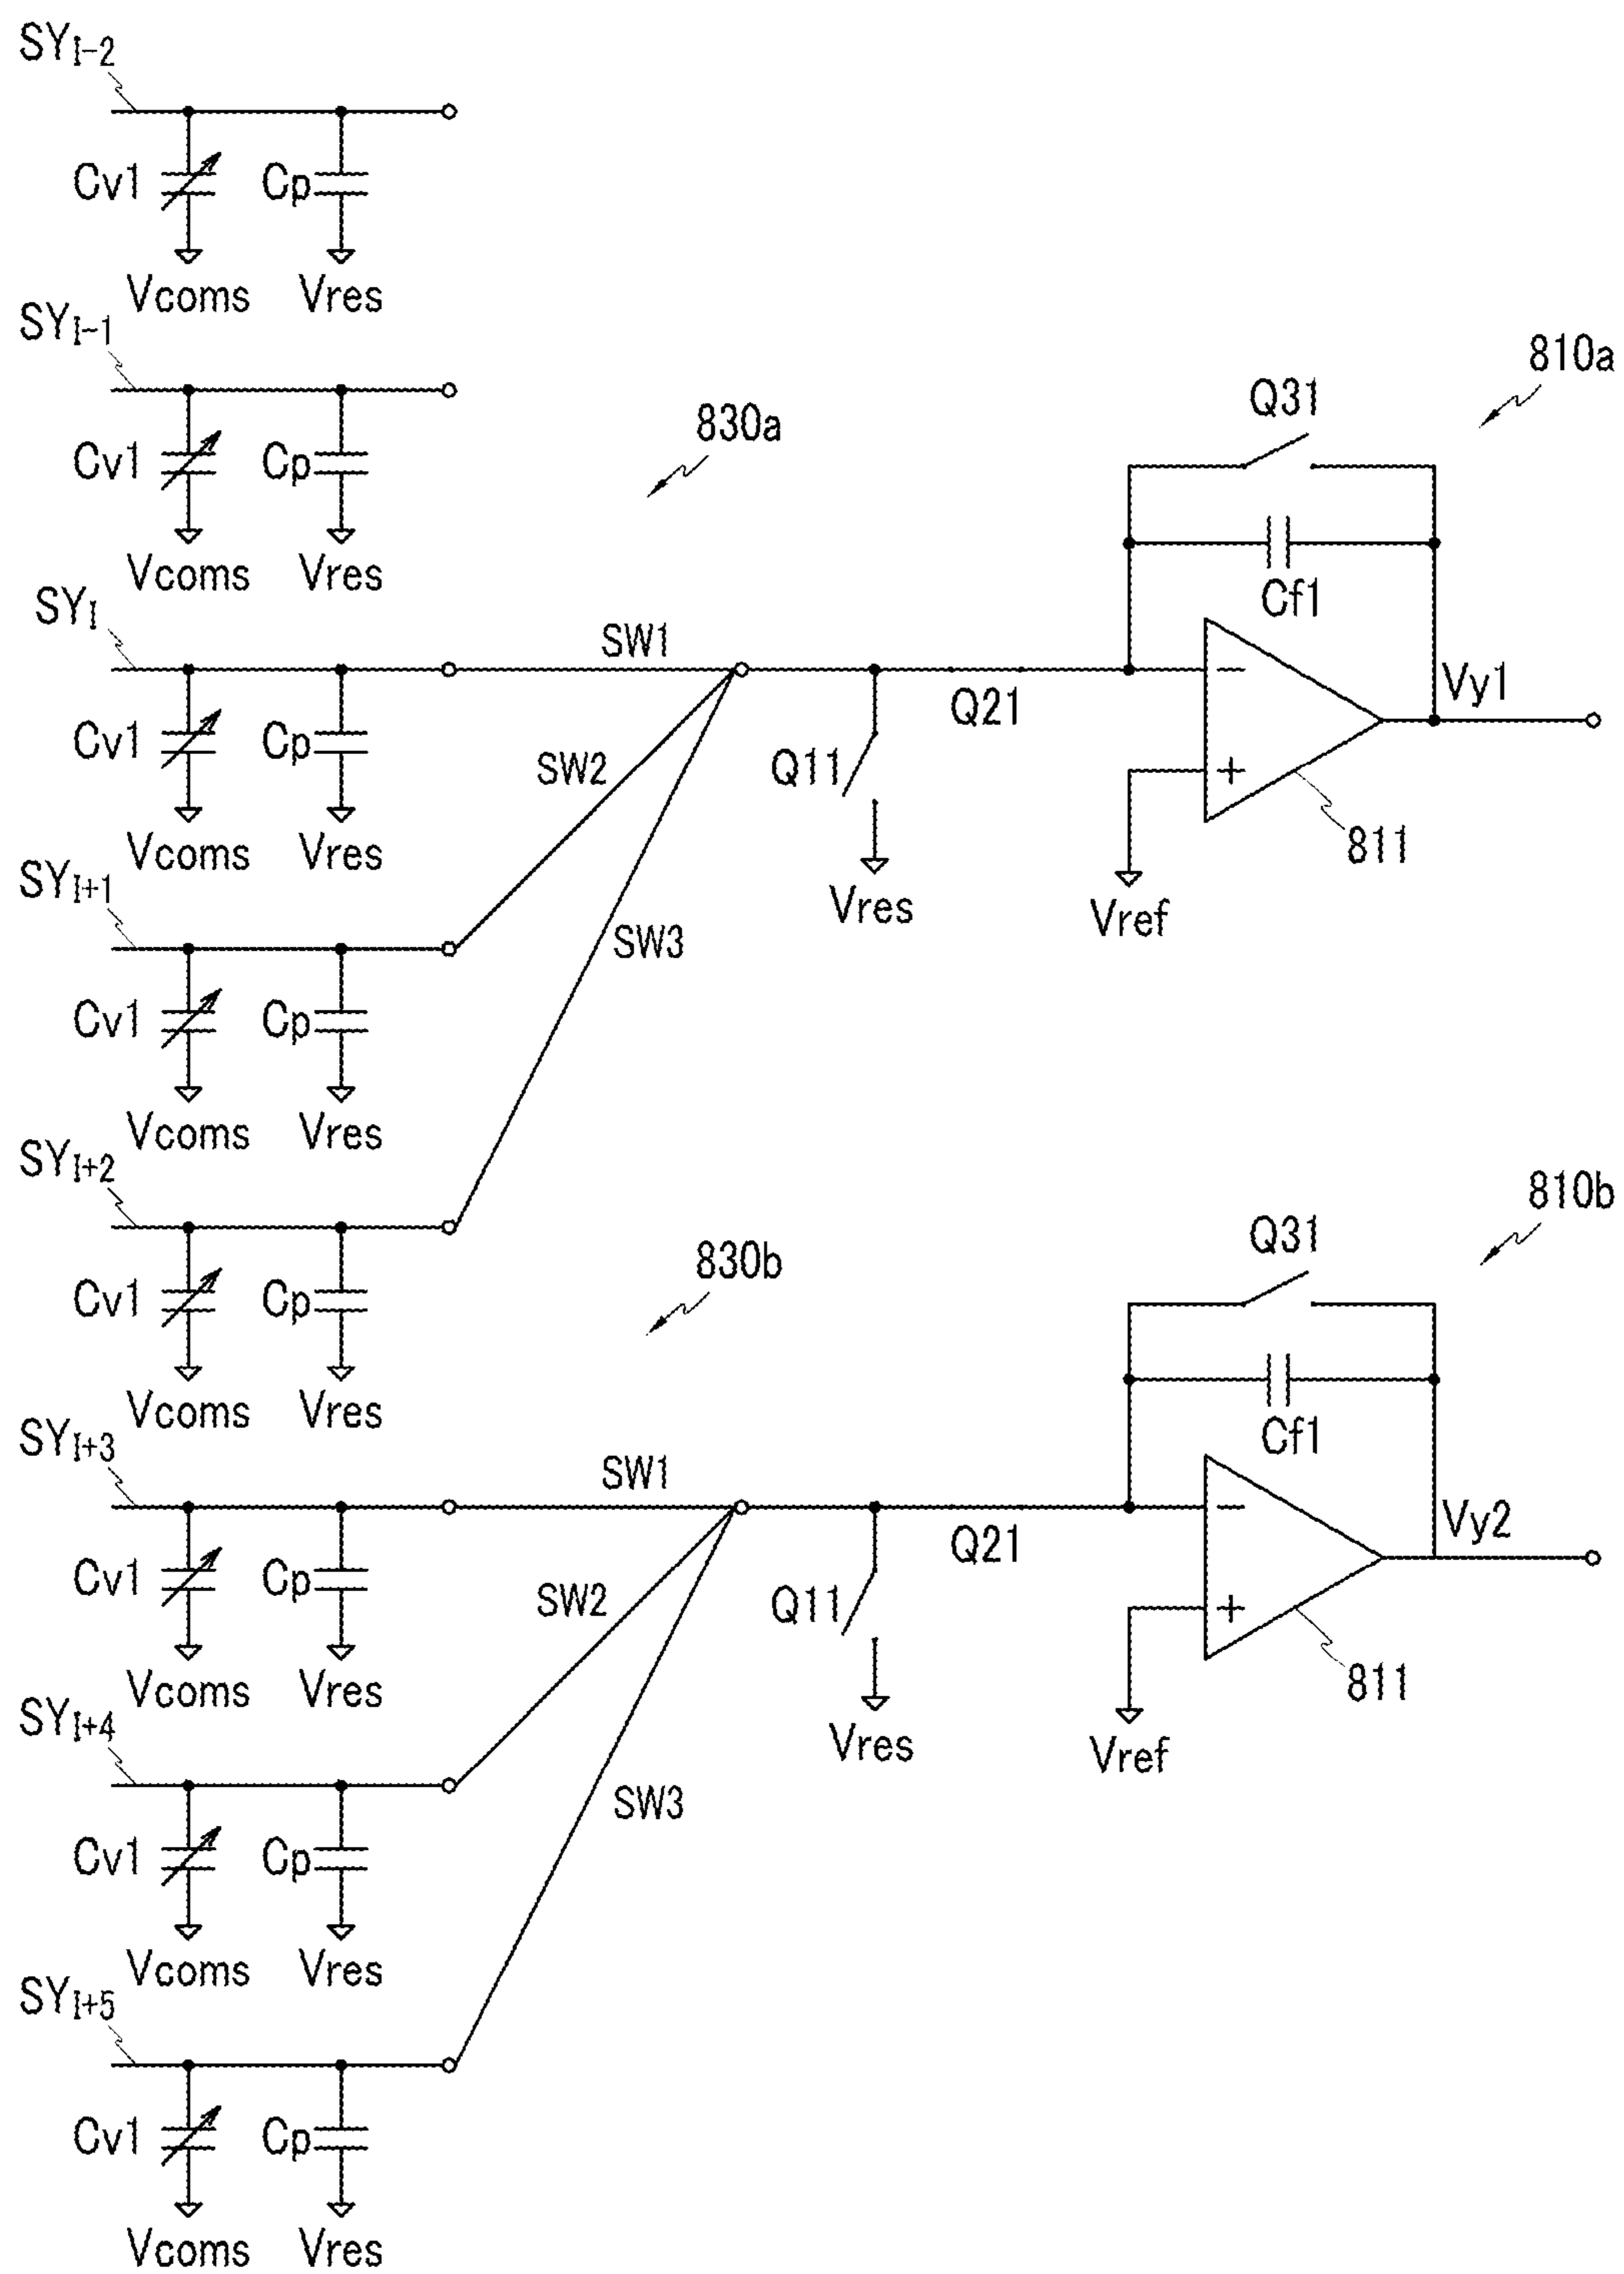 SYI-2
Cv1
Cp
Vcoms
Vres
SYI-1
810a
Q31
830a
Cv1
Cp
Vcoms
Vres
Cf1
SYI
SW1
Q21
Vy1
Cv1
Cp
SW2
Q11
811
Vcoms
Vres
Vres
Vref
SYI+1
SW3
Cv1
Cp
Vcoms
Vres
SYI+2
810b
Q31
830b
Cv1
Cp
Vcoms
Vres
Cf1
SYI+3
SW1
Q21
Vy2
Cv1
Cp
SW2
Q11
811
Vcoms
Vres
Vres
Vref
SYI+4
SW3
Cv1
Cp
Vcoms
Vres
SYI+5
Cv1
Cp
Vcoms
Vres